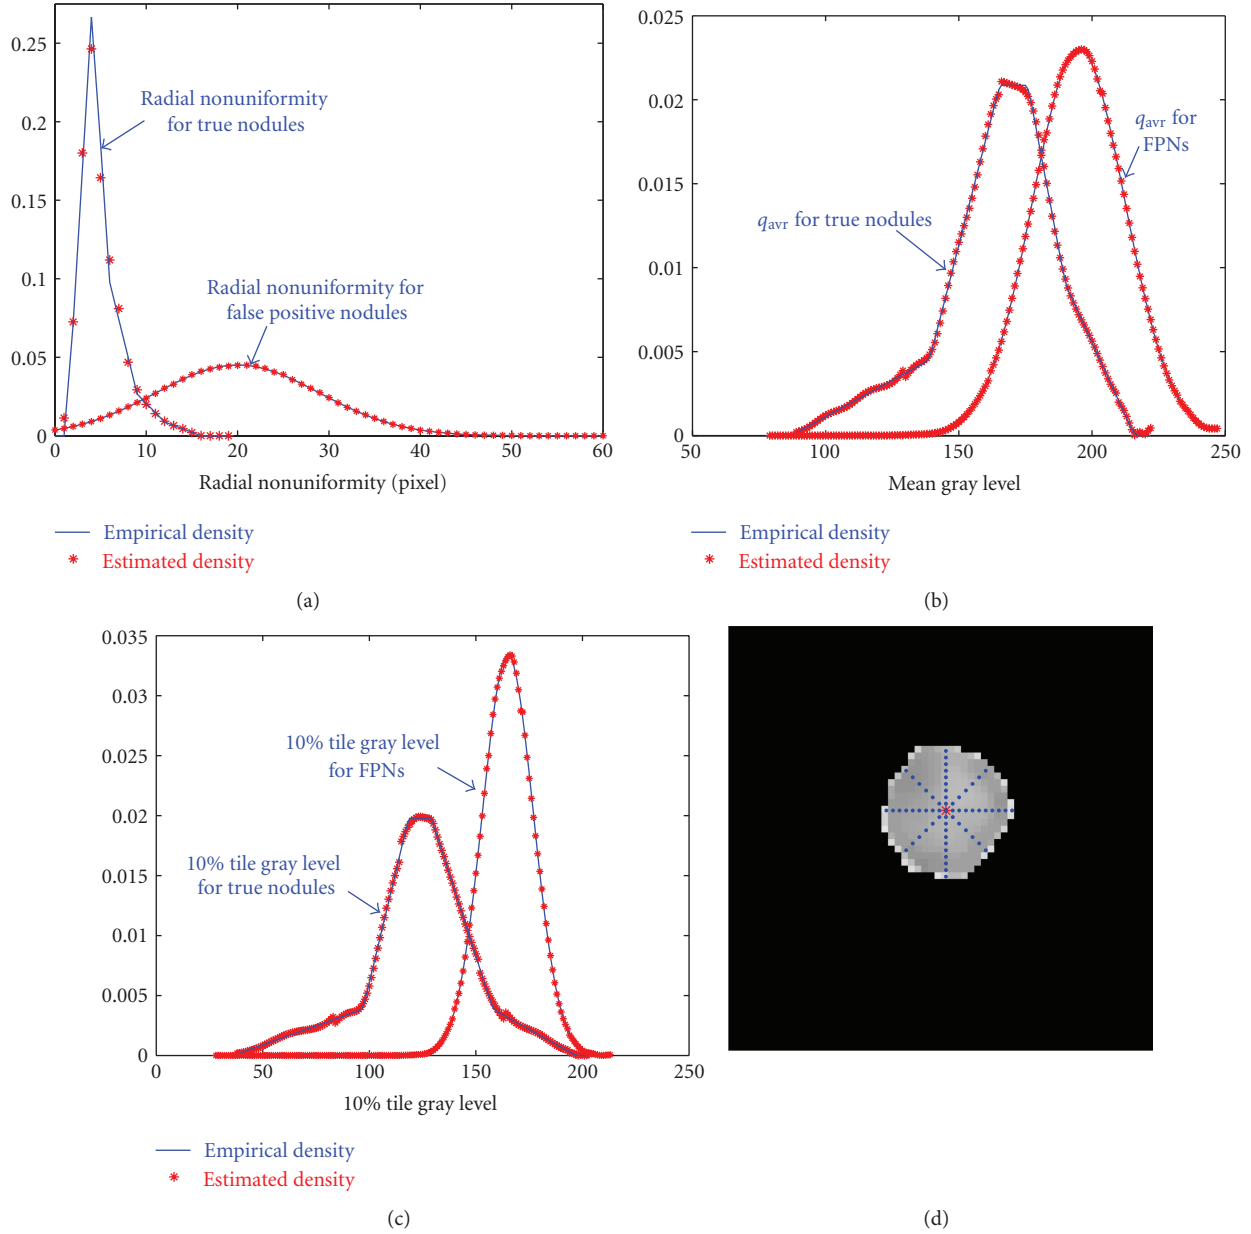 0.25
0.2
0.15
0.1
0.05
0
0 10 20 30 40 50 60
Radial nonuniformity
for true nodules
Radial nonuniformity for
false positive nodules
Radial nonuniformity (pixel)
Empirical density
Estimated density
(a)
0.025
0.02
0.015
0.01
0.005
0
50 100 150 200 250
q_avr for
FPNs
q_avr for true nodules
Mean gray level
Empirical density
Estimated density
(b)
0.035
0.03
0.025
0.02
0.015
0.01
0.005
0
0 50 100 150 200 250
10% tile gray level
for FPNs
10% tile gray level
for true nodules
10% tile gray level
Empirical density
Estimated density
(c)
(d)